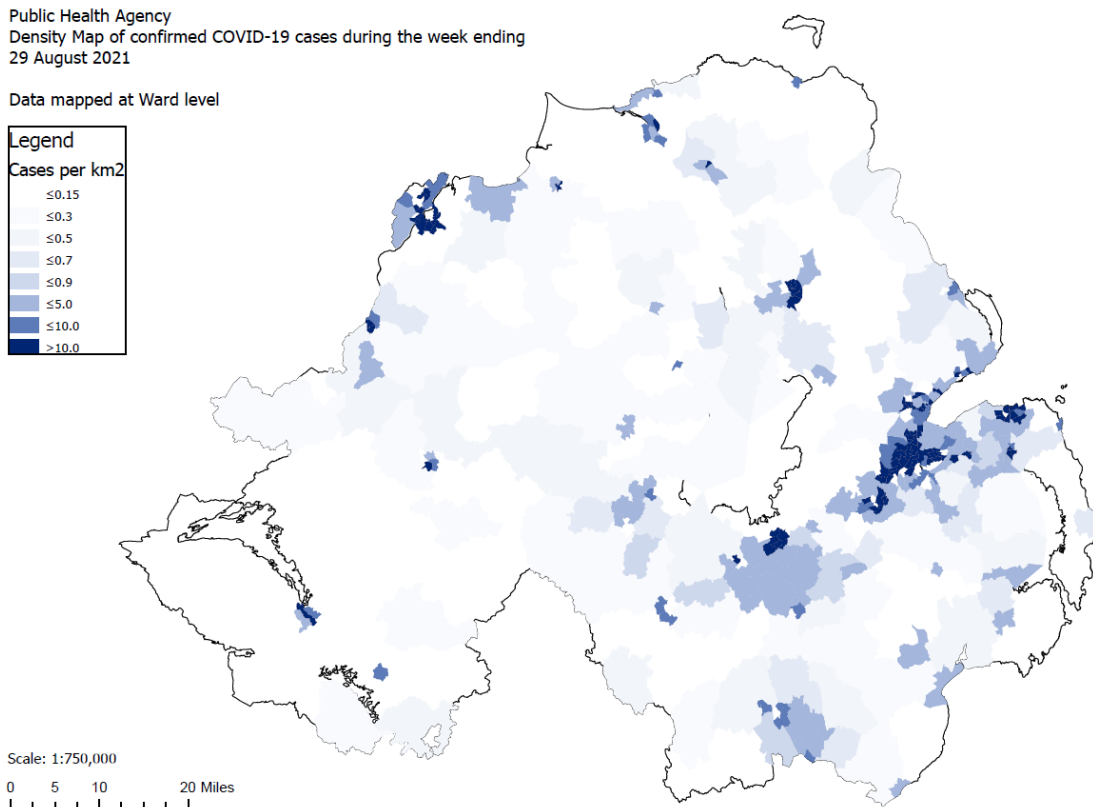 Public Health Agency
Density Map of confirmed COVID-19 cases during the week ending
29 August 2021
Data mapped at Ward level
Legend
Cases per km2
≤0.15
≤0.3
≤0.5
≤0.7
≤0.9
≤5.0
≤10.0
>10.0
Scale: 1:750,000
0 5 10 20 Miles